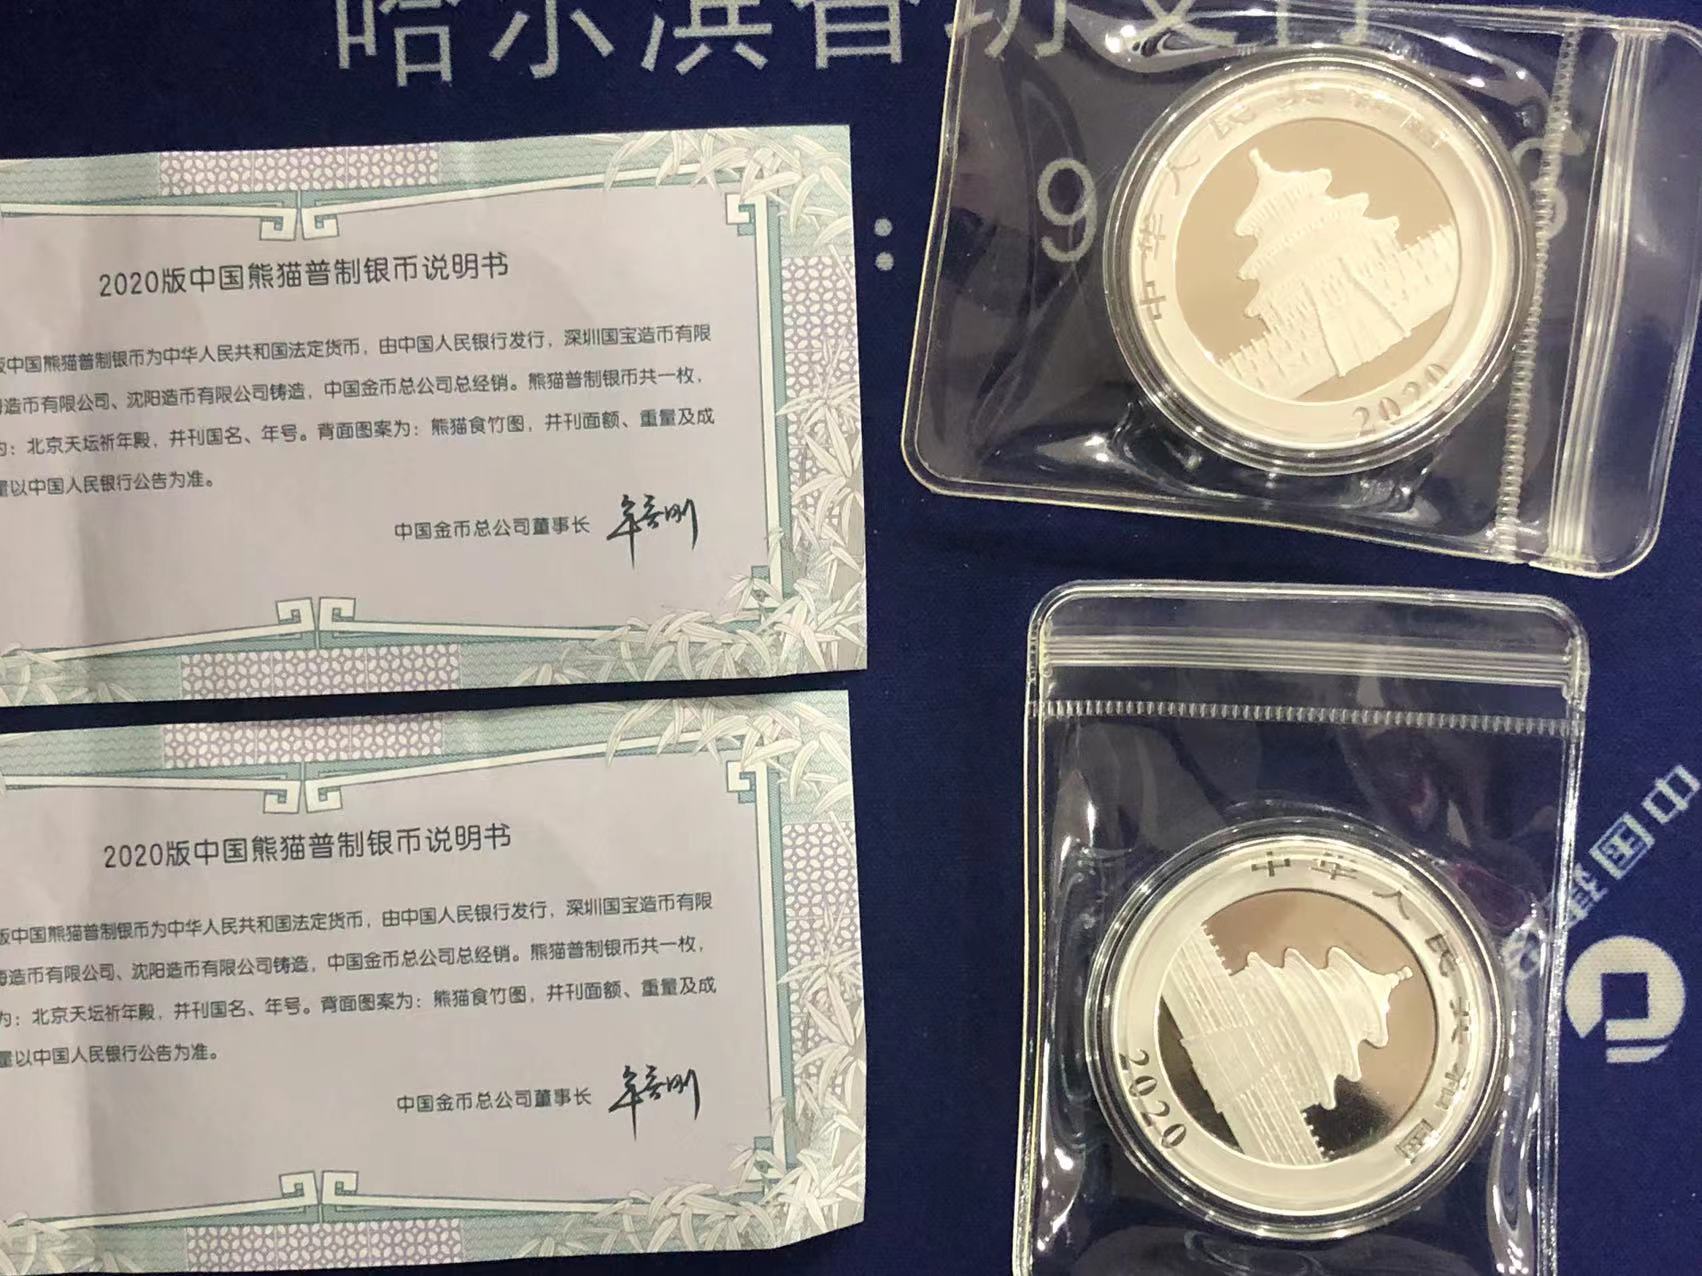 哈尔滨
: 9
2020版中国熊猫普制银币说明书
版中国熊猫普制银币为中华人民共和国法定货币，由中国人民银行发行，深圳国宝造币有限
造币有限公司、沈阳造币有限公司铸造，中国金币总公司总经销。熊猫普制银币共一枚，
为：北京天坛祈年殿，并刊国名、年号。背面图案为：熊猫食竹图，并刊面额、重量及成
量以中国人民银行公告为准。
中国金币总公司董事长
中华人民共和国
2020
2020版中国熊猫普制银币说明书
版中国熊猫普制银币为中华人民共和国法定货币，由中国人民银行发行，深圳国宝造币有限
海造币有限公司、沈阳造币有限公司铸造，中国金币总公司总经销。熊猫普制银币共一枚，
为：北京天坛祈年殿，并刊国名、年号。背面图案为：熊猫食竹图，并刊面额、重量及成
量以中国人民银行公告为准。
中国金币总公司董事长
中华人民共和国
2020
中国建